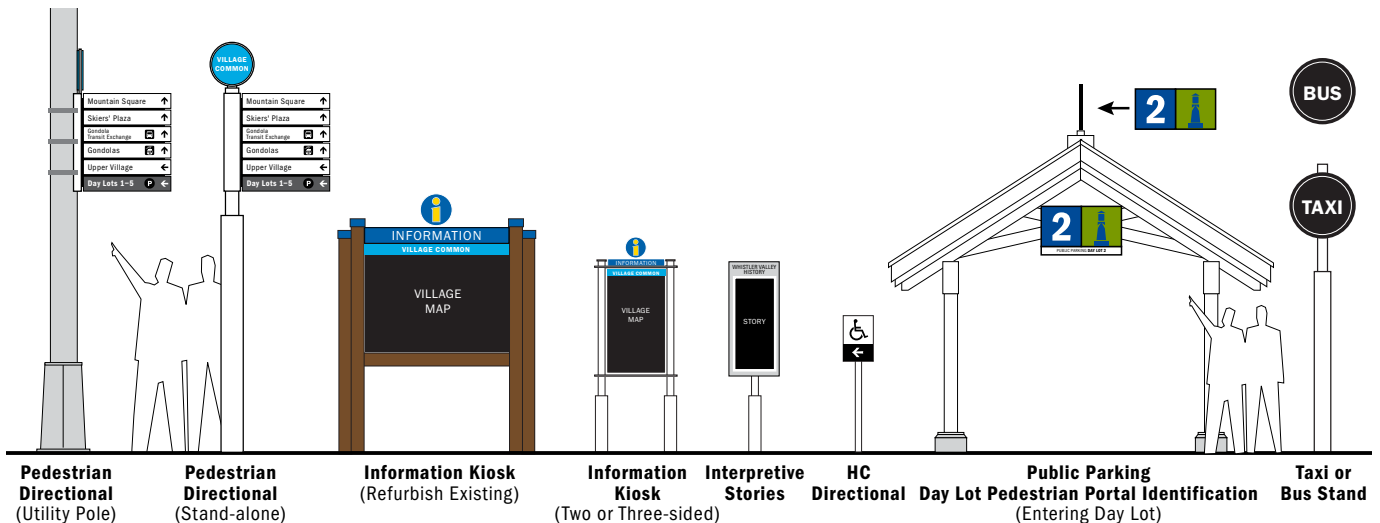 VILLAGE
COMMON
Mountain Square
Skiers' Plaza
Gondola
Transit Exchange
Gondolas
Upper Village
Day Lots 1–5 P
Mountain Square
Skiers' Plaza
Gondola
Transit Exchange
Gondolas
Upper Village
Day Lots 1–5 P
i
INFORMATION
VILLAGE COMMON
VILLAGE
MAP
i
INFORMATION
VILLAGE COMMON
VILLAGE
MAP
WHISTLER VALLEY
HISTORY
STORY
2
2
PUBLIC PARKING DAY LOT 2
BUS
TAXI
Pedestrian
Directional
(Utility Pole)
Pedestrian
Directional
(Stand-alone)
Information Kiosk
(Refurbish Existing)
Information
Kiosk
(Two or Three-sided)
Interpretive
Stories
HC
Directional
Public Parking
Day Lot Pedestrian Portal Identification
(Entering Day Lot)
Taxi or
Bus Stand